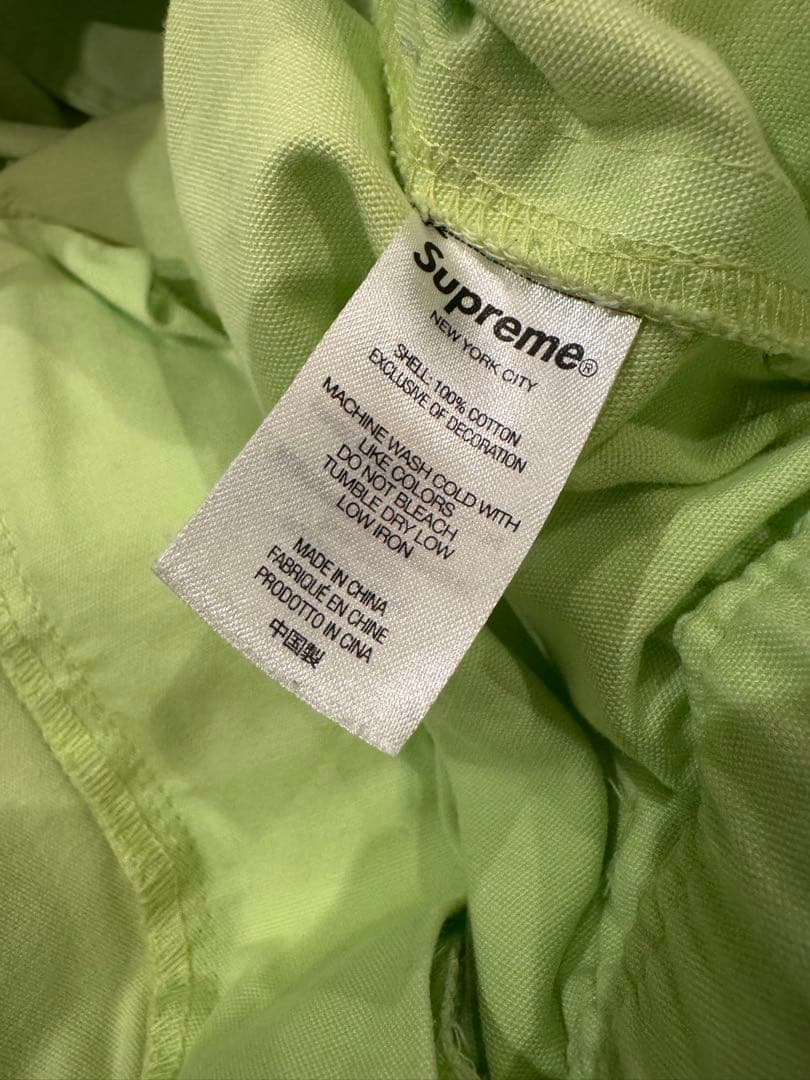 Supreme®
NEW YORK CITY
SHELL: 100% COTTON
EXCLUSIVE OF DECORATION
MACHINE WASH COLD WITH
LIKE COLORS
DO NOT BLEACH
TUMBLE DRY LOW
LOW IRON
MADE IN CHINA
FABRIQUÉ EN CHINE
PRODOTTO IN CINA
中国製